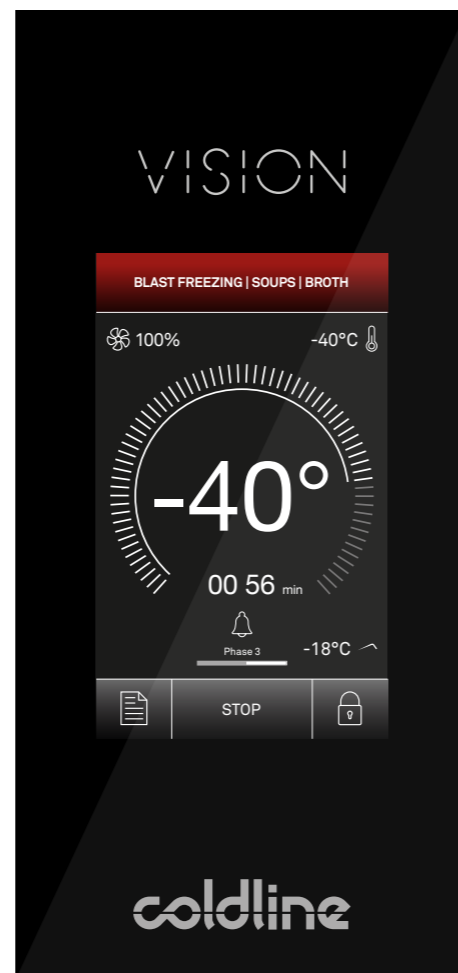 VISION
BLAST FREEZING | SOUPS | BROTH
100% -40°C
-40°
00 56 min
Phase 3
-18°C
STOP
coldline